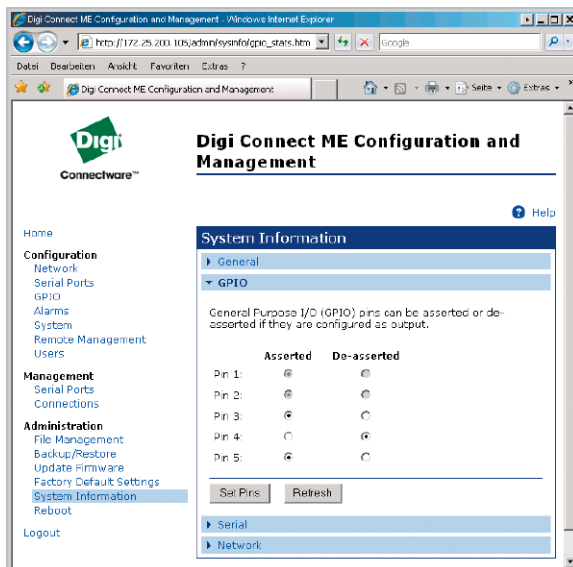 Digi Connect ME Configuration and Management - Windows Internet Explorer
http://172.25.200.105/admin/sysinfo/gpio_stats.htm
Google
Datei Bearbeiten Ansicht Favoriten Extras ?
Digi Connect ME Configuration and Management
Seite Extras
Digi
Connectware™
Digi Connect ME Configuration and
Management
Help
Home
Configuration
Network
Serial Ports
GPIO
Alarms
System
Remote Management
Users
Management
Serial Ports
Connections
Administration
File Management
Backup/Restore
Update Firmware
Factory Default Settings
System Information
Reboot
Logout
System Information
General
GPIO
General Purpose I/O (GPIO) pins can be asserted or de-
asserted if they are configured as output.
Asserted De-asserted
Pin 1:
Pin 2:
Pin 3:
Pin 4:
Pin 5:
Set Pins Refresh
Serial
Network